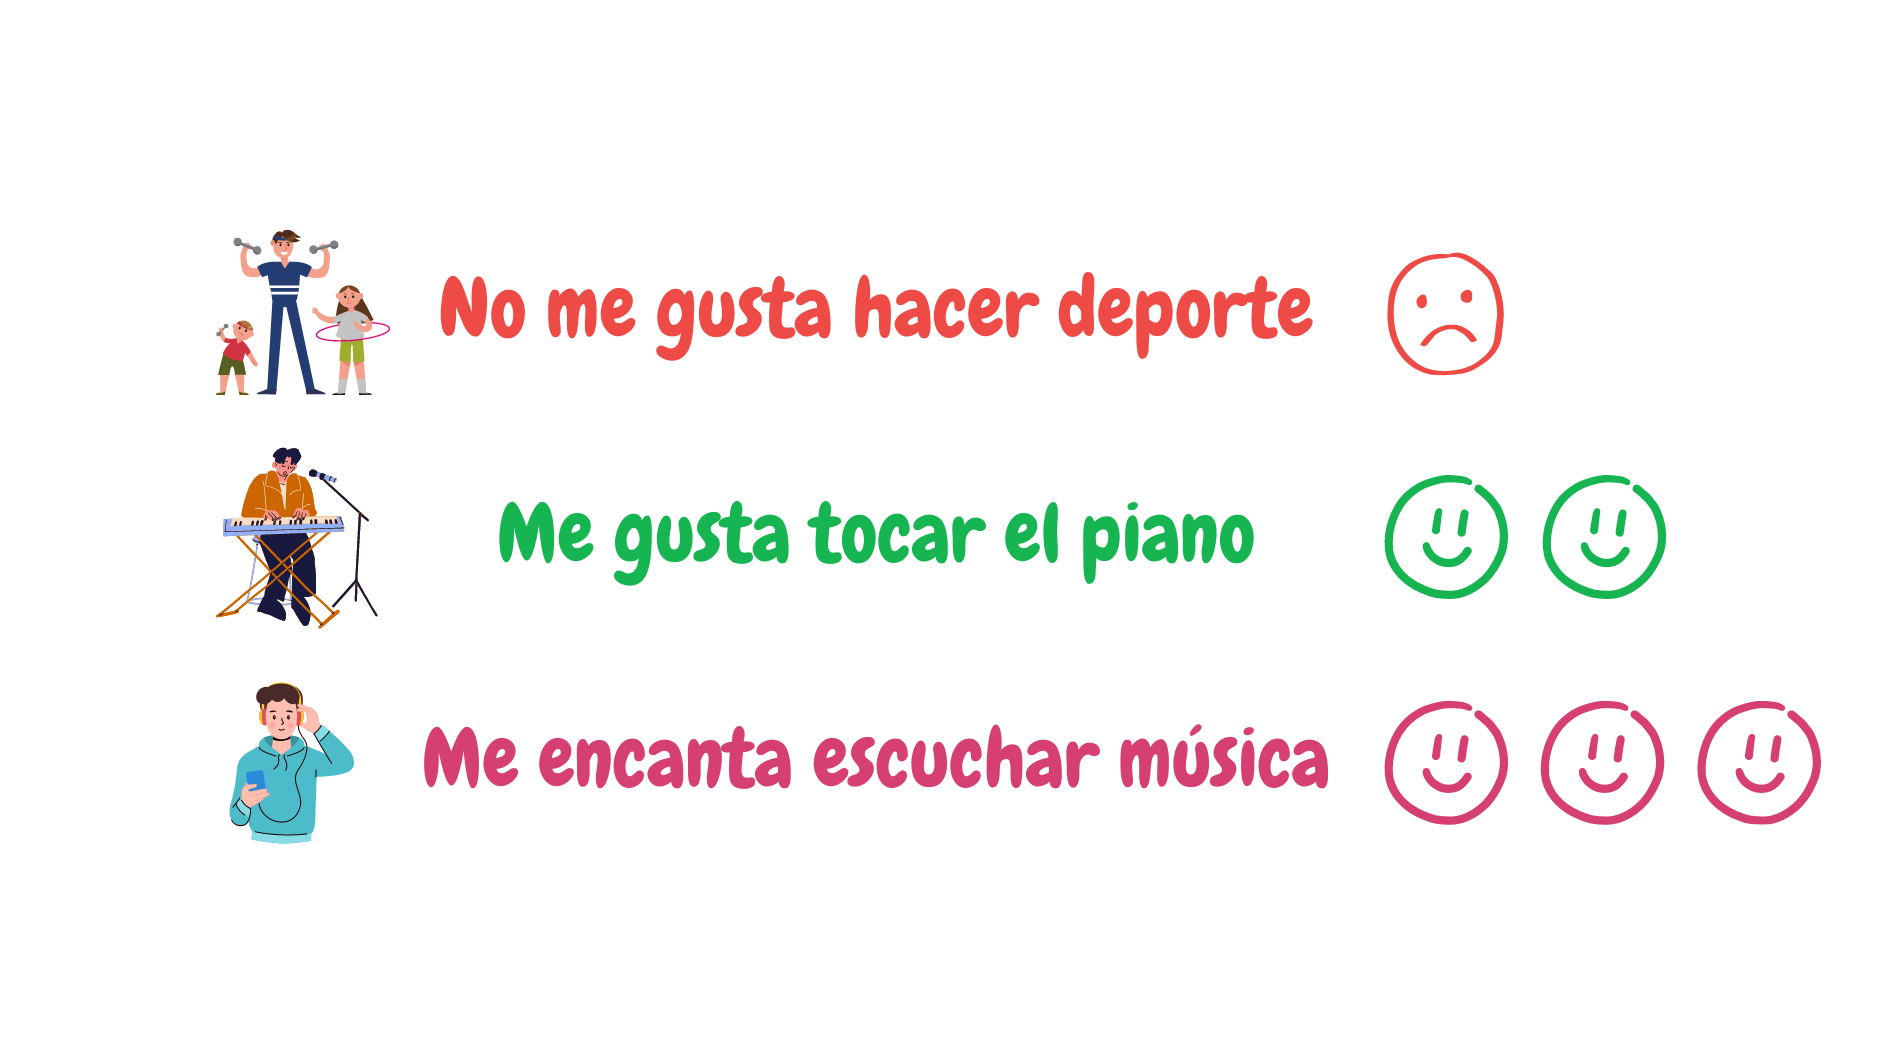 No me gusta hacer deporte
Me gusta tocar el piano
Me encanta escuchar música